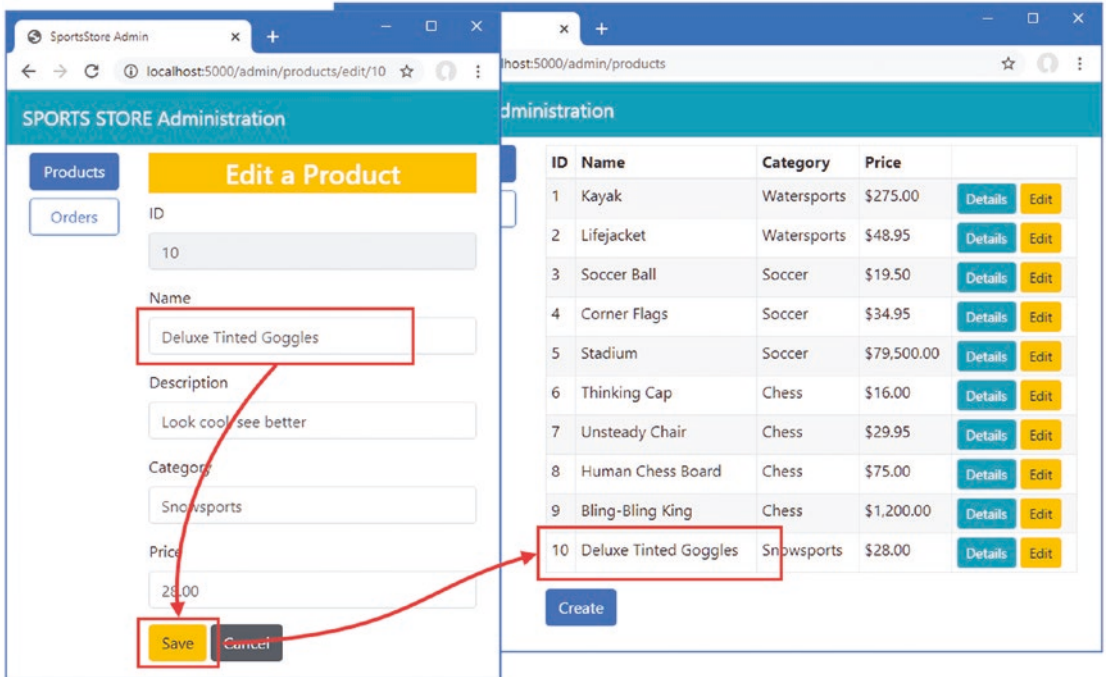 SportsStore Admin
localhost:5000/admin/products/edit/10
SPORTS STORE Administration
Products
Orders
Edit a Product
ID
10
Name
Deluxe Tinted Goggles
Description
Look cool, see better
Category
Snowsports
Price
28.00
Save Cancel
host:5000/admin/products
dministration
ID Name Category Price
1 Kayak Watersports $275.00 Details Edit
2 Lifejacket Watersports $48.95 Details Edit
3 Soccer Ball Soccer $19.50 Details Edit
4 Corner Flags Soccer $34.95 Details Edit
5 Stadium Soccer $79,500.00 Details Edit
6 Thinking Cap Chess $16.00 Details Edit
7 Unsteady Chair Chess $29.95 Details Edit
8 Human Chess Board Chess $75.00 Details Edit
9 Bling-Bling King Chess $1,200.00 Details Edit
10 Deluxe Tinted Goggles Snowsports $28.00 Details Edit
Create